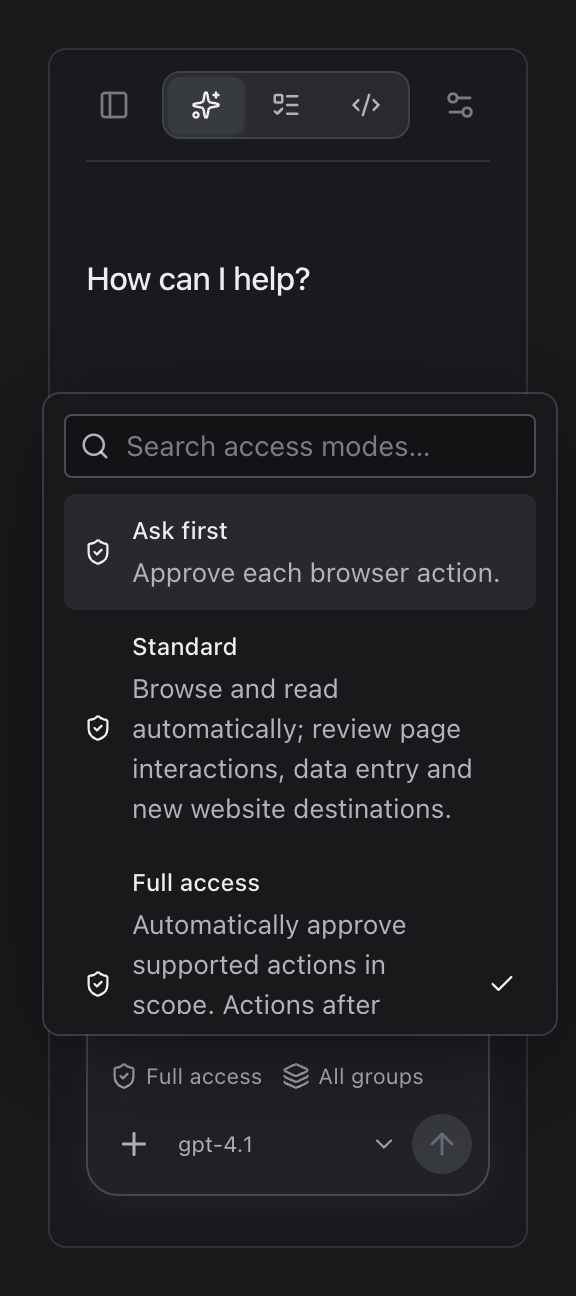 How can I help?
Search access modes...
Ask first
Approve each browser action.
Standard
Browse and read
automatically; review page
interactions, data entry and
new website destinations.
Full access
Automatically approve
supported actions in
scope. Actions after
Full access All groups
gpt-4.1